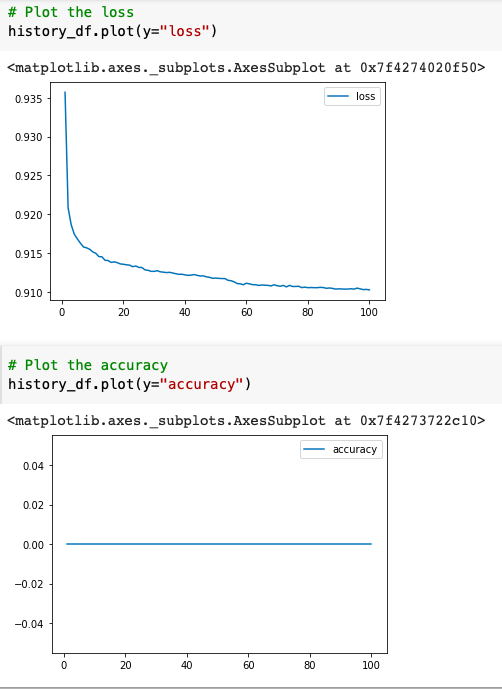 # Plot the loss
history_df.plot(y="loss")
<matplotlib.axes._subplots.AxesSubplot at 0x7f4274020f50>
loss
0.935
0.930
0.925
0.920
0.915
0.910
0 20 40 60 80 100
# Plot the accuracy
history_df.plot(y="accuracy")
<matplotlib.axes._subplots.AxesSubplot at 0x7f4273722c10>
accuracy
0.04
0.02
0.00
−0.02
−0.04
0 20 40 60 80 100